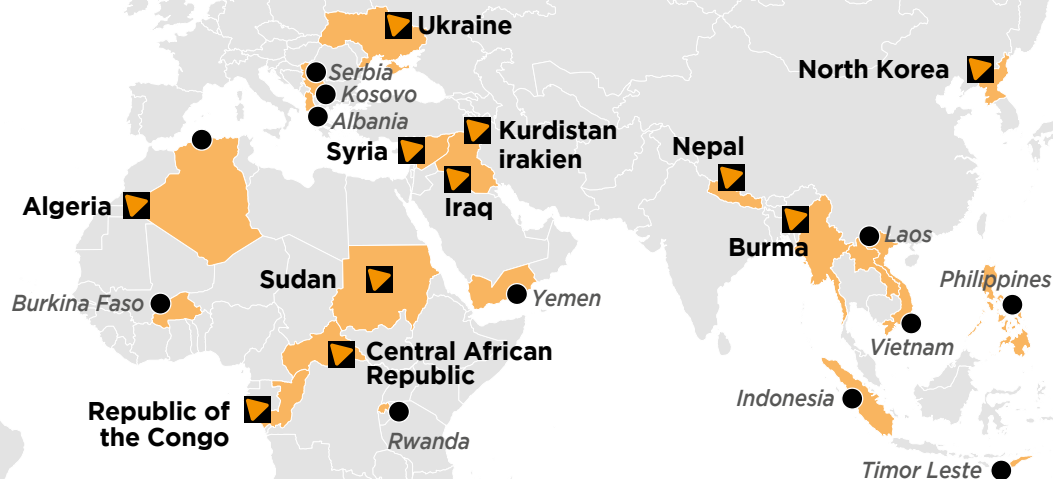 Ukraine
Serbia
Kosovo
Albania
North Korea
Kurdistan
irakien
Syria
Nepal
Algeria
Iraq
Burma
Laos
Sudan
Philippines
Burkina Faso
Yemen
Vietnam
Central African
Republic
Indonesia
Republic of
the Congo
Rwanda
Timor Leste